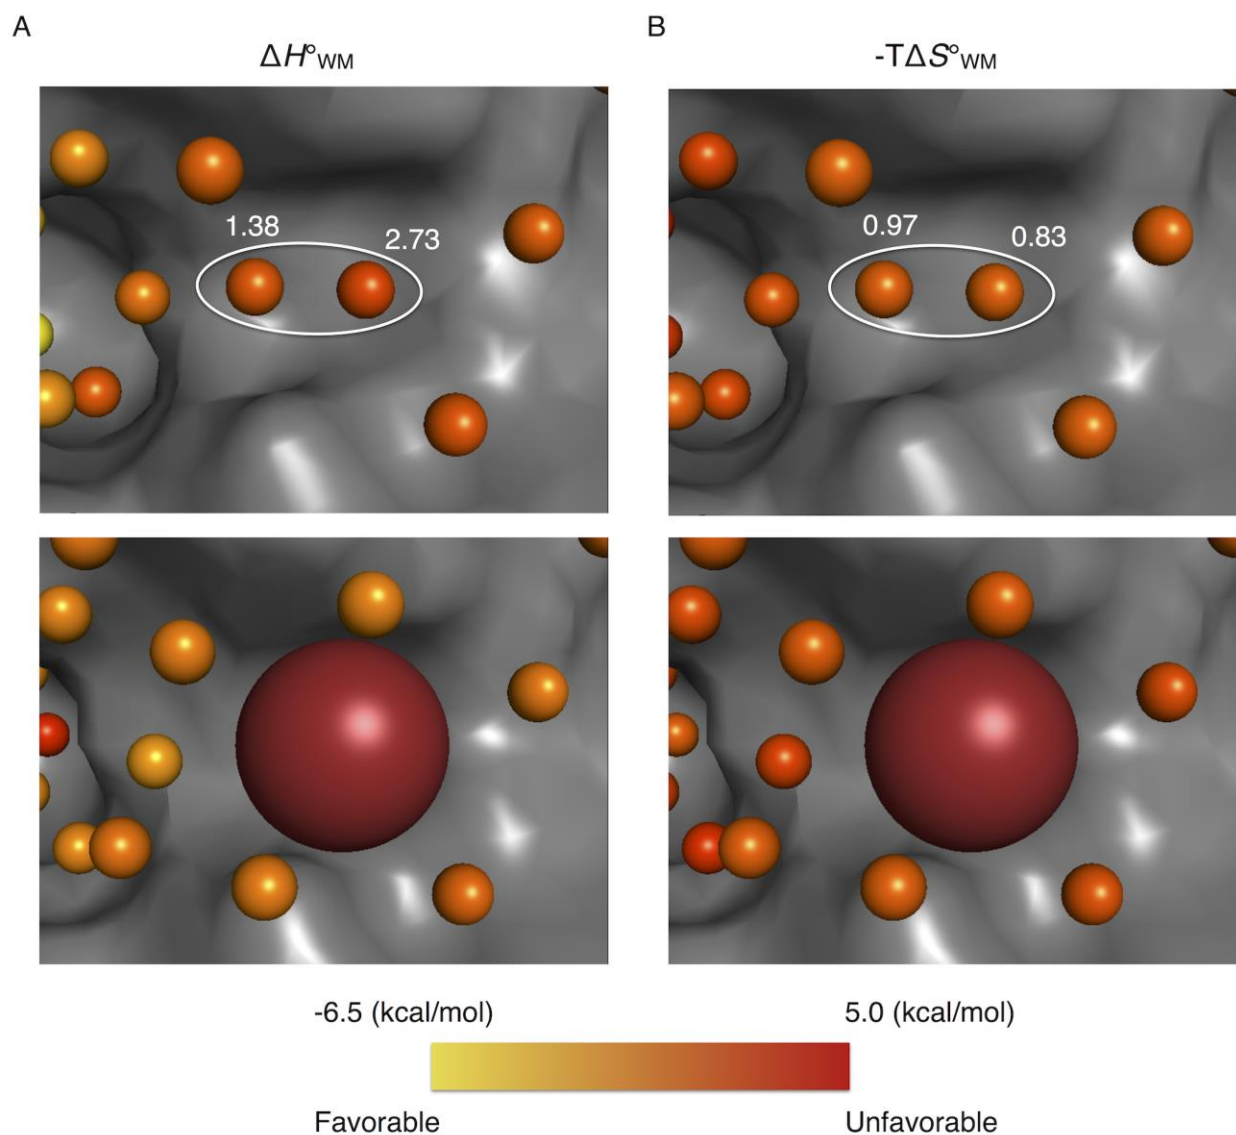 A
B
ΔH°WM
-TΔS°WM
1.38
2.73
0.97
0.83
-6.5 (kcal/mol)
5.0 (kcal/mol)
Favorable
Unfavorable